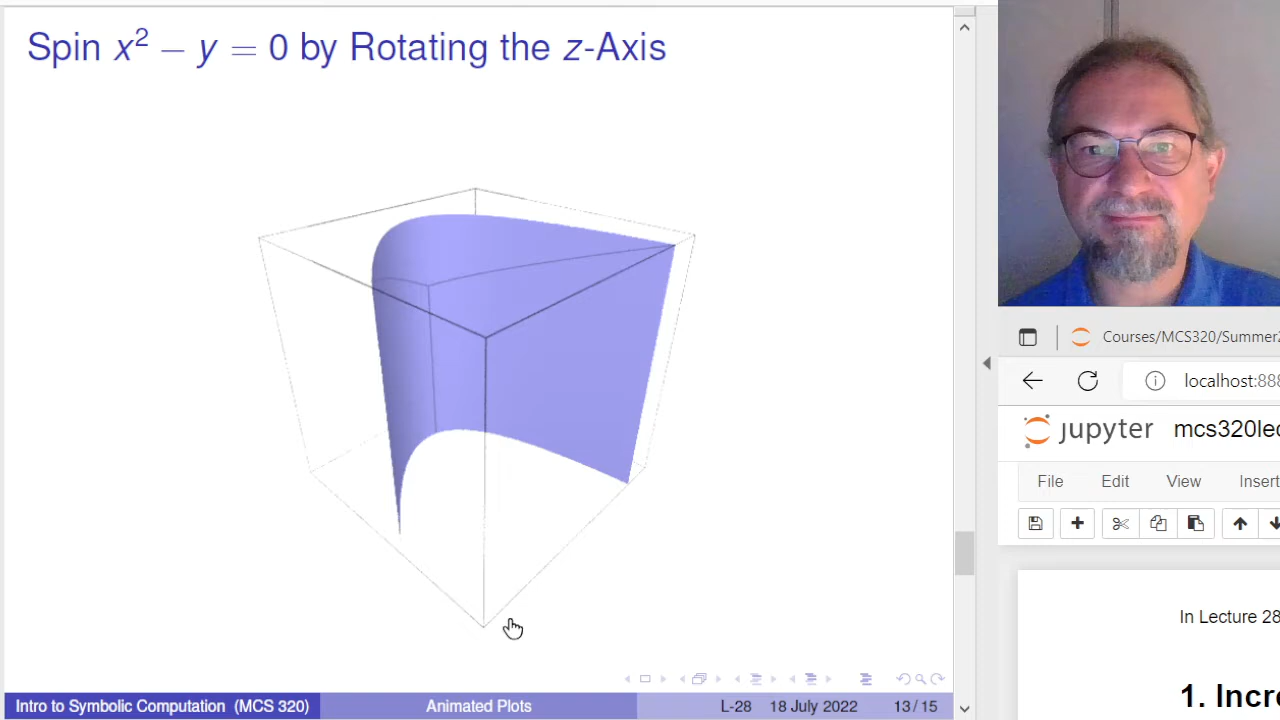 Spin x² − y = 0 by Rotating the z-Axis
Intro to Symbolic Computation (MCS 320)
Animated Plots
L-28 18 July 2022 13 / 15
Courses/MCS320/Summer2
localhost:888
jupyter mcs320lec
File Edit View Insert
In Lecture 28
1. Incre